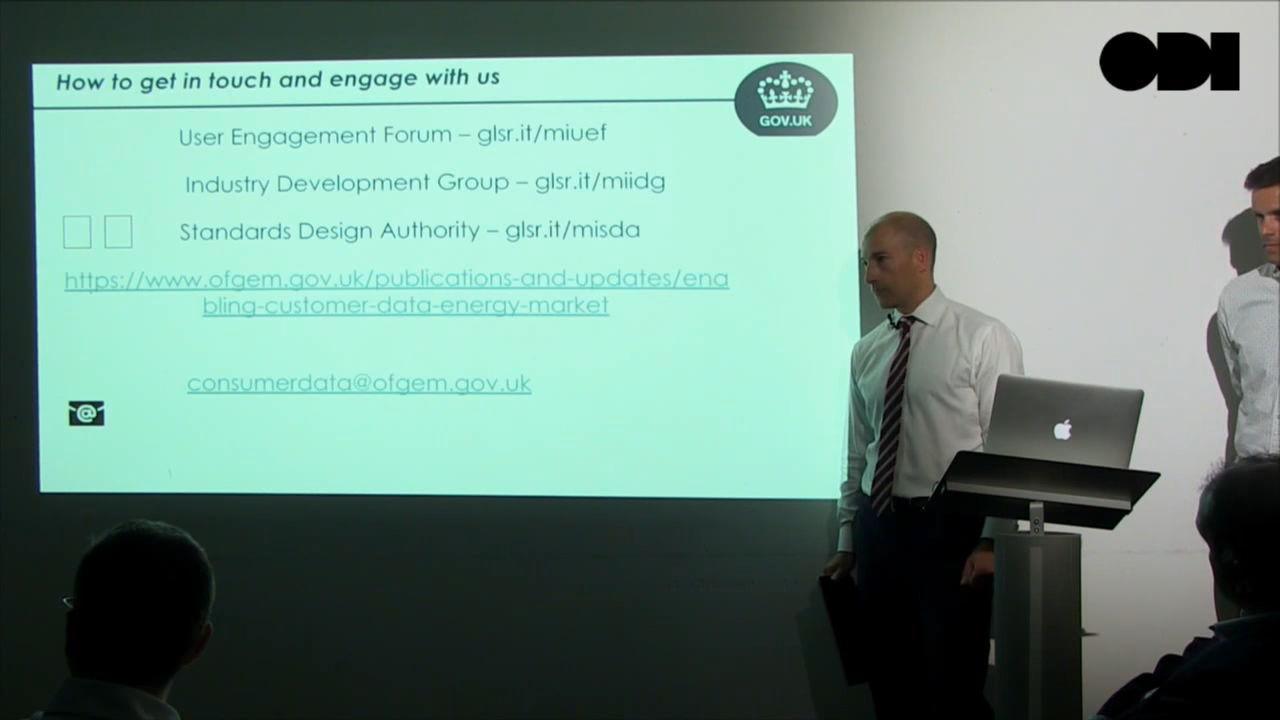 ODI
How to get in touch and engage with us
GOV.UK
User Engagement Forum – glsr.it/miuef
Industry Development Group – glsr.it/miidg
Standards Design Authority – glsr.it/misda
https://www.ofgem.gov.uk/publications-and-updates/ena
bling-customer-data-energy-market
consumerdata@ofgem.gov.uk
@